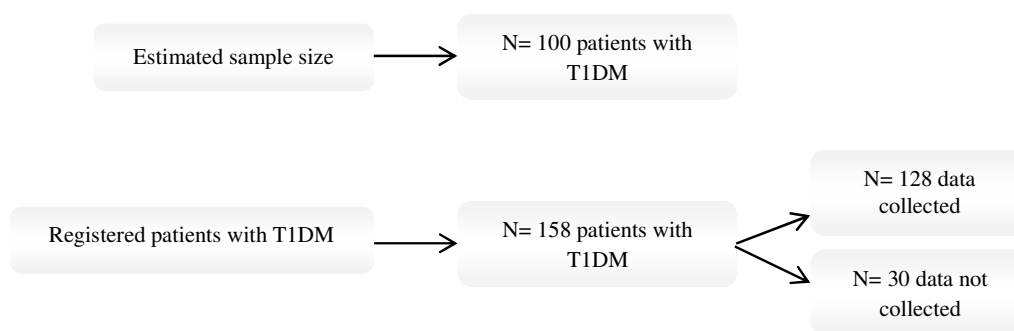 Estimated sample size
N= 100 patients with
T1DM
Registered patients with T1DM
N= 158 patients with
T1DM
N= 128 data
collected
N= 30 data not
collected